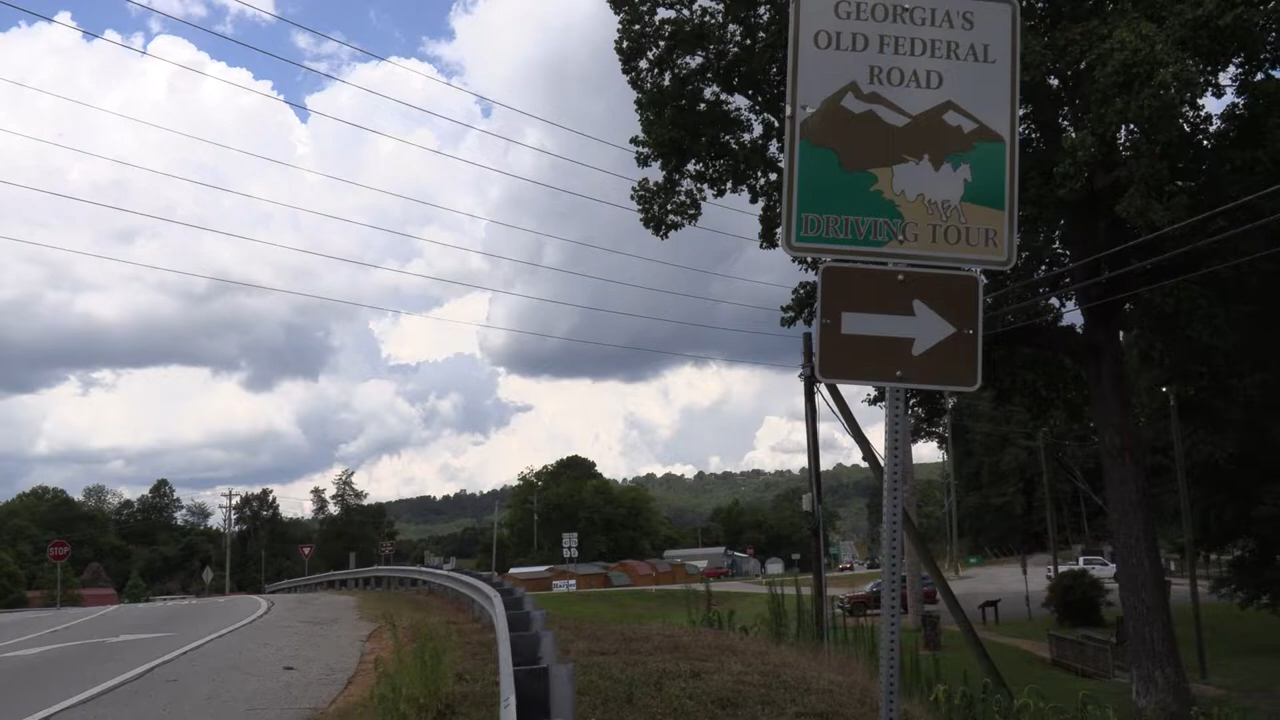 GEORGIA'S
OLD FEDERAL
ROAD
DRIVING TOUR
STOP